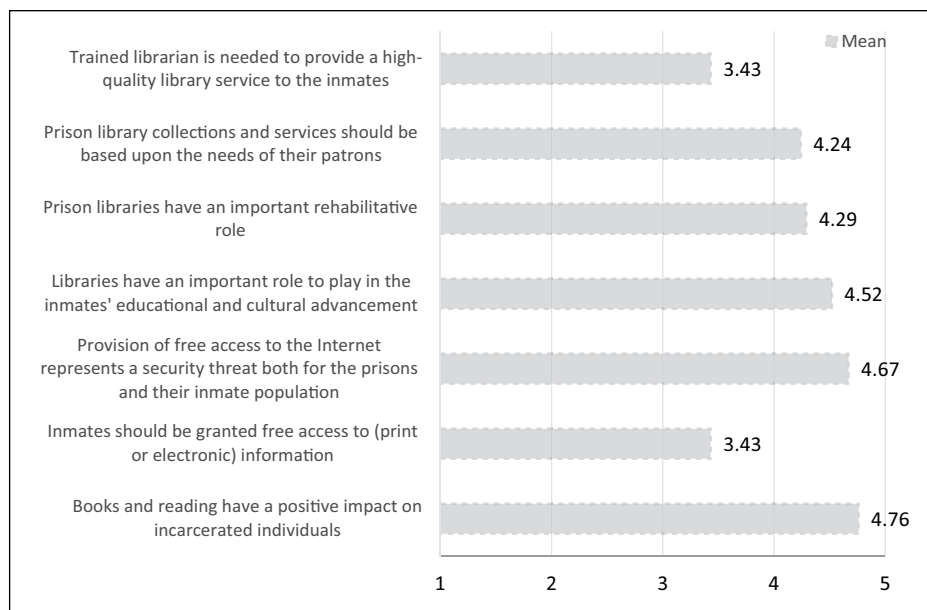 Mean
Trained librarian is needed to provide a high-
quality library service to the inmates
3.43
Prison library collections and services should be
based upon the needs of their patrons
4.24
Prison libraries have an important rehabilitative
role
4.29
Libraries have an important role to play in the
inmates' educational and cultural advancement
4.52
Provision of free access to the Internet
represents a security threat both for the prisons
and their inmate population
4.67
Inmates should be granted free access to (print
or electronic) information
3.43
Books and reading have a positive impact on
incarcerated individuals
4.76
1 2 3 4 5